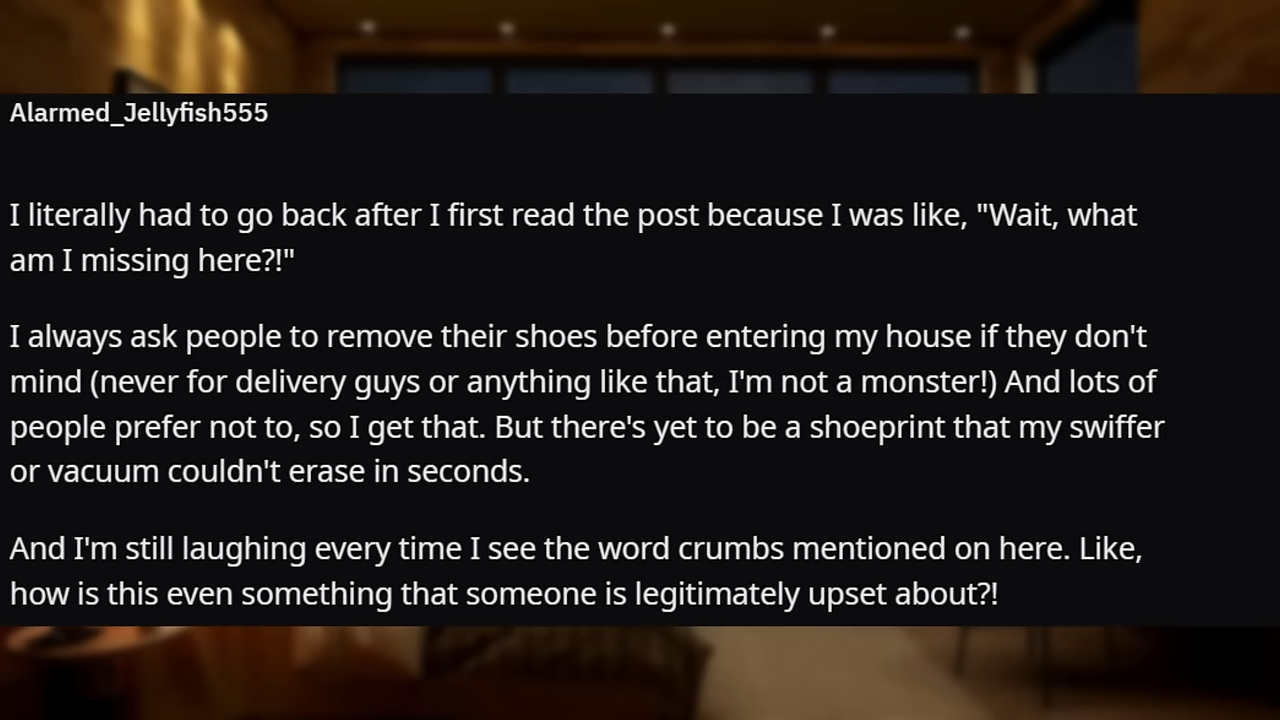 Alarmed_Jellyfish555
I literally had to go back after I first read the post because I was like, "Wait, what
am I missing here?!"
I always ask people to remove their shoes before entering my house if they don't
mind (never for delivery guys or anything like that, I'm not a monster!) And lots of
people prefer not to, so I get that. But there's yet to be a shoeprint that my swiffer
or vacuum couldn't erase in seconds.
And I'm still laughing every time I see the word crumbs mentioned on here. Like,
how is this even something that someone is legitimately upset about?!